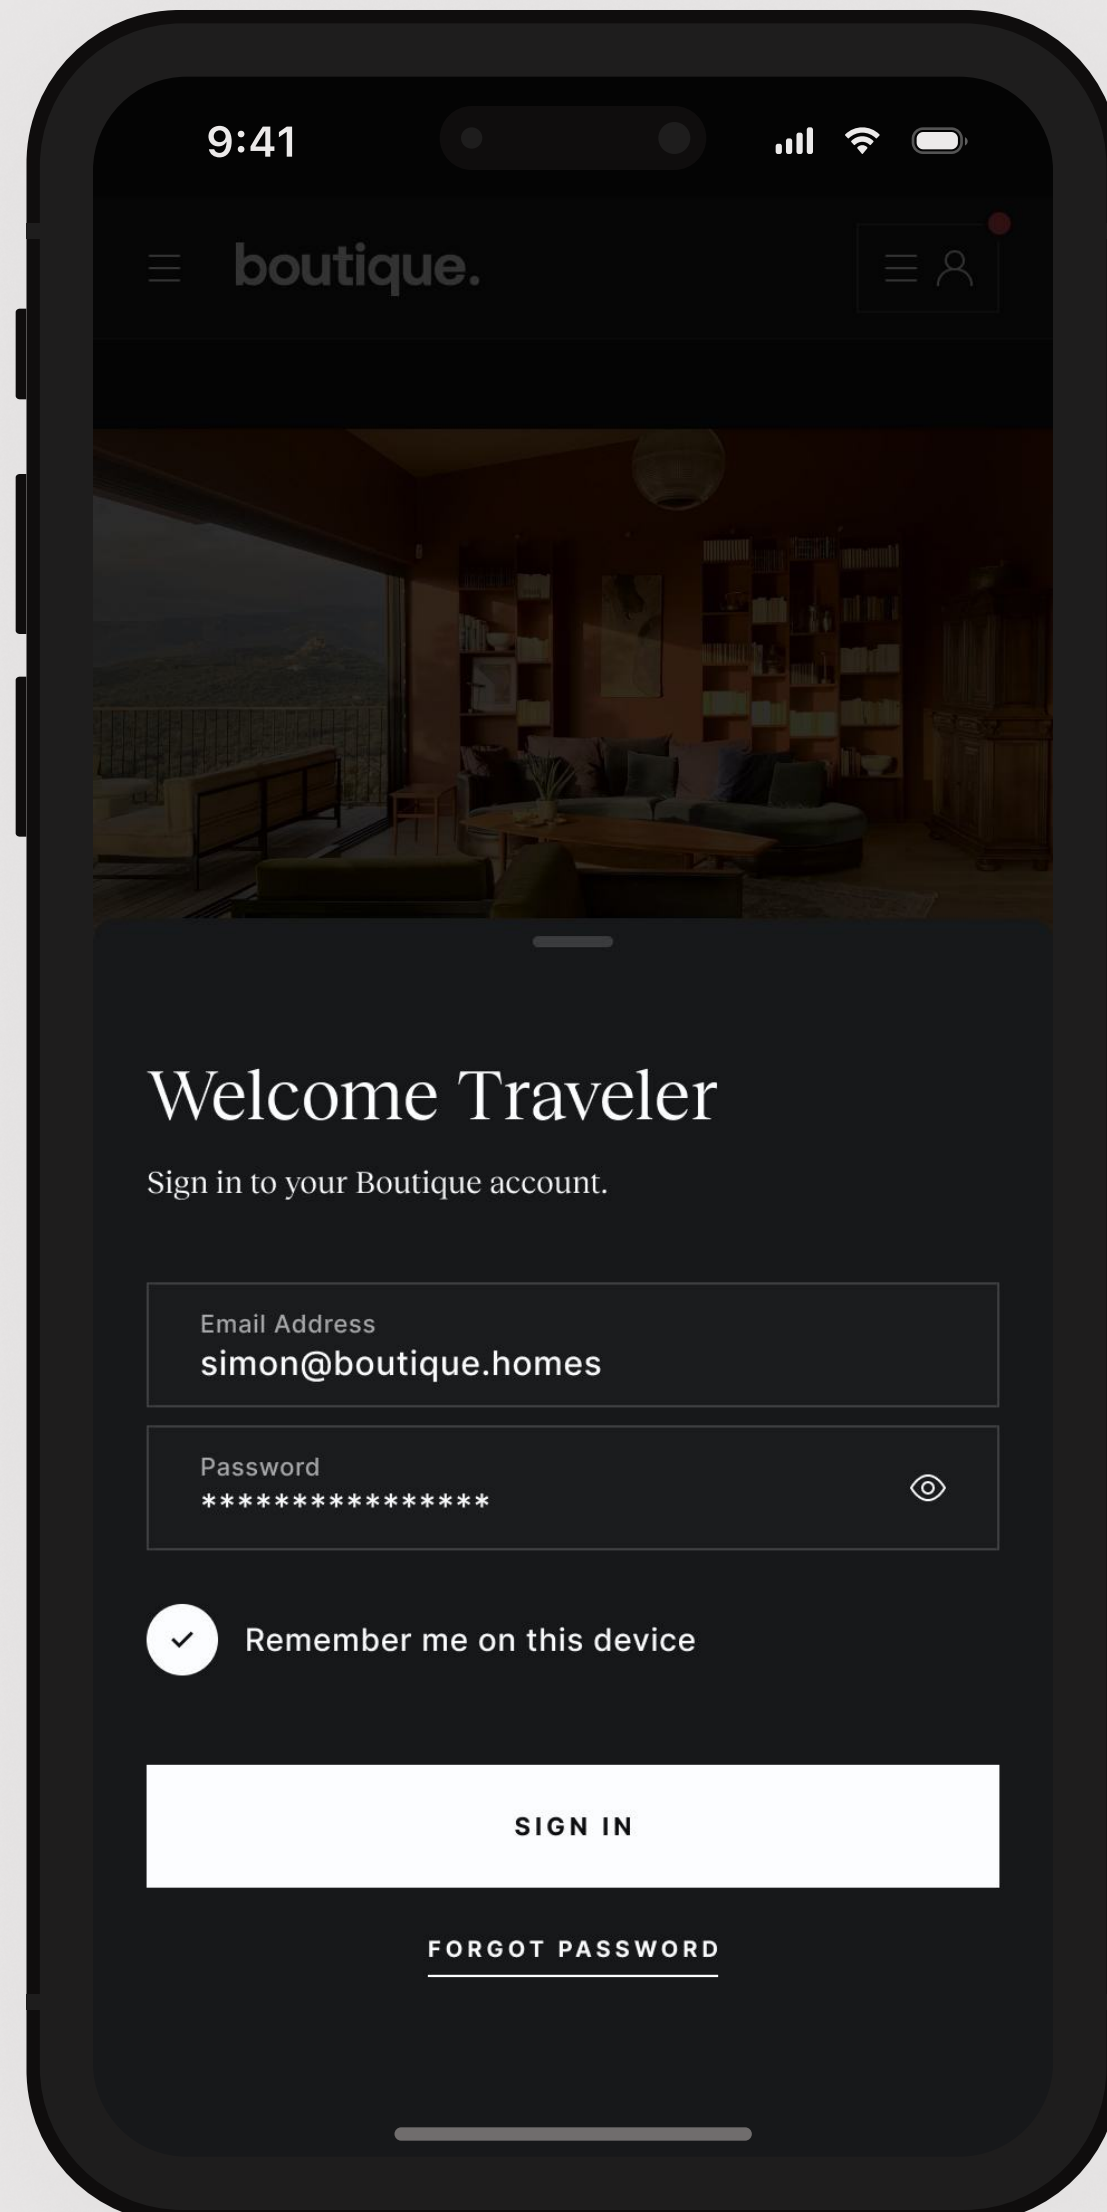 9:41
boutique.
Welcome Traveler
Sign in to your Boutique account.
Email Address
simon@boutique.homes
Password
****************
Remember me on this device
SIGN IN
FORGOT PASSWORD